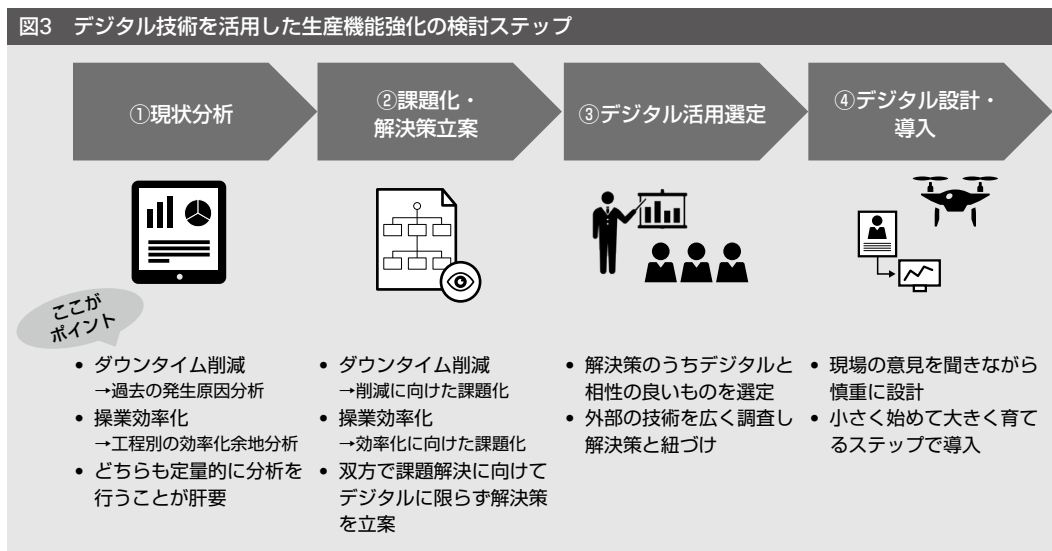 図3 デジタル技術を活用した生産機能強化の検討ステップ
①現状分析
②課題化・
解決策立案
③デジタル活用選定
④デジタル設計・
導入
ここが
ポイント
• ダウンタイム削減
→過去の発生原因分析
• 操業効率化
→工程別の効率化余地分析
• どちらも定量的に分析を
行うことが肝要
• ダウンタイム削減
→削減に向けた課題化
• 操業効率化
→効率化に向けた課題化
• 双方で課題解決に向けて
デジタルに限らず解決策
を立案
• 解決策のうちデジタルと
相性の良いものを選定
• 外部の技術を広く調査し
解決策と紐づけ
• 現場の意見を聞きながら
慎重に設計
• 小さく始めて大きく育て
るステップで導入